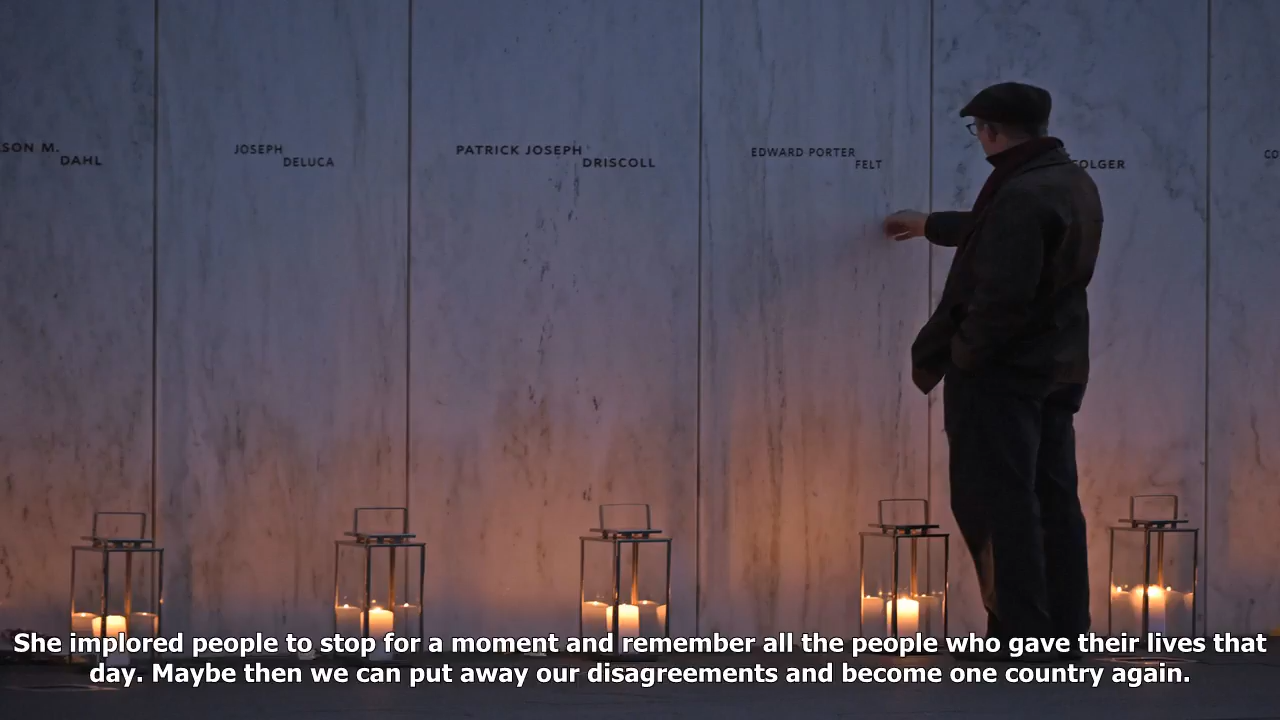 SON M.
DAHL
JOSEPH
DELUCA
PATRICK JOSEPH
DRISCOLL
EDWARD PORTER
FELT
OLGER
CO
She implored people to stop for a moment and remember all the people who gave their lives that
day. Maybe then we can put away our disagreements and become one country again.